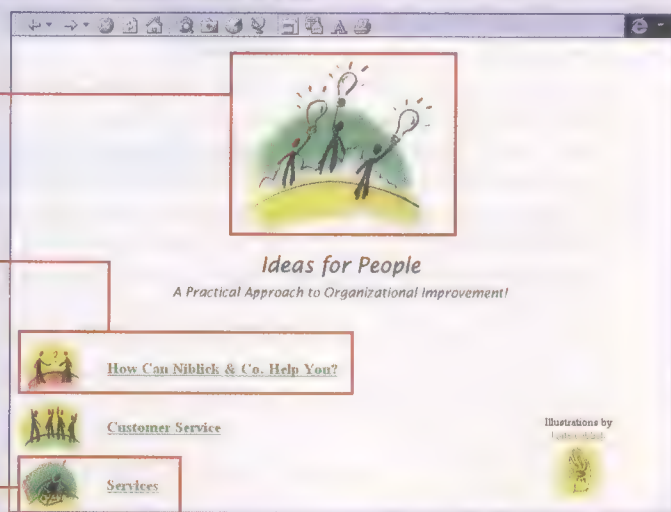 Ideas for People
A Practical Approach to Organizational Improvement!
How Can Niblick & Co. Help You?
Customer Service
Illustrations by
Services